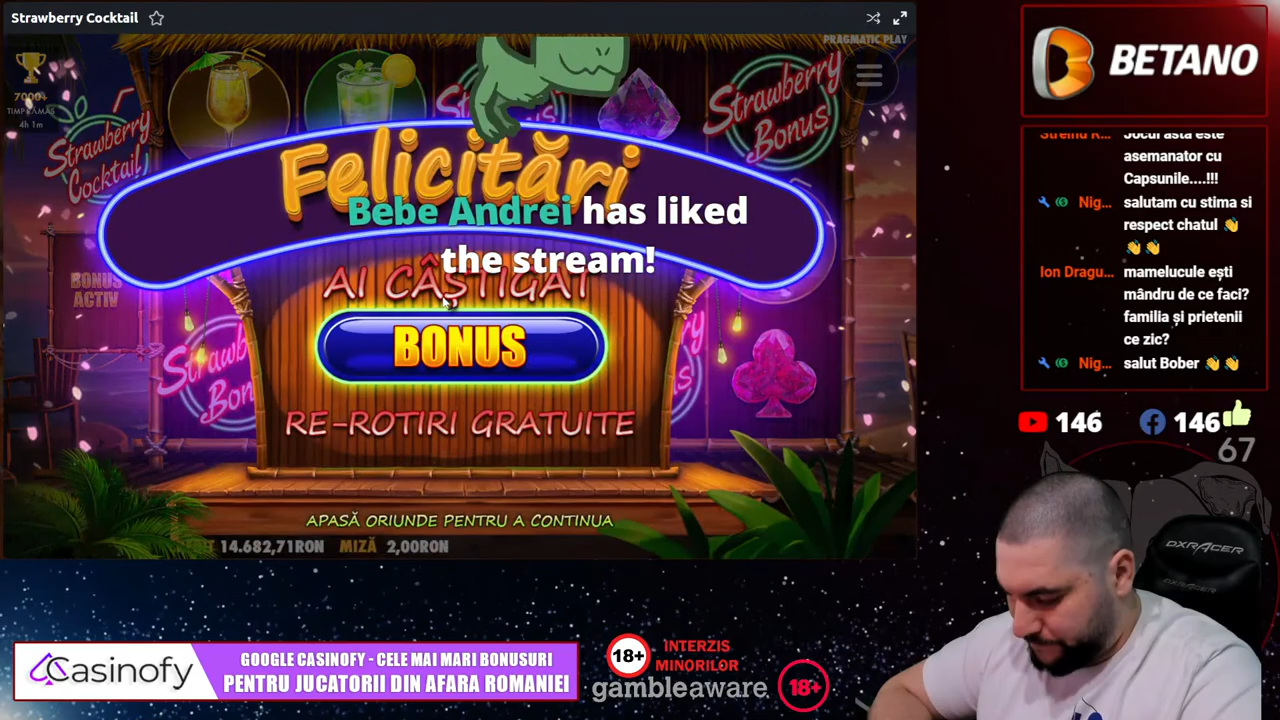 Strawberry Cocktail
PRAGMATIC PLAY
4h 1m
Strawberry
Cocktail
Strawberry
Bonus
Felicitări
Bebe Andrei has liked
the stream!
AI CÂȘTIGAT
BONUS
ACTIV
BONUS
RE-ROTIRI GRATUITE
APASĂ ORIUNDE PENTRU A CONTINUA
14.682,71RON MIZĂ 2,00RON
BETANO
Jocul asta este
asemanator cu
Capsunile....!!!
Nig... salutam cu stima si
respect chatul
Ion Dragu... mamelucule ești
mândru de ce faci?
familia și prietenii
ce zic?
Nig... salut Bober
146 146
67
DXRACER
Casinofy
GOOGLE CASINOFY - CELE MAI MARI BONUSURI
PENTRU JUCATORII DIN AFARA ROMANIEI
18+ INTERZIS
MINORILOR
gambleaware
18+